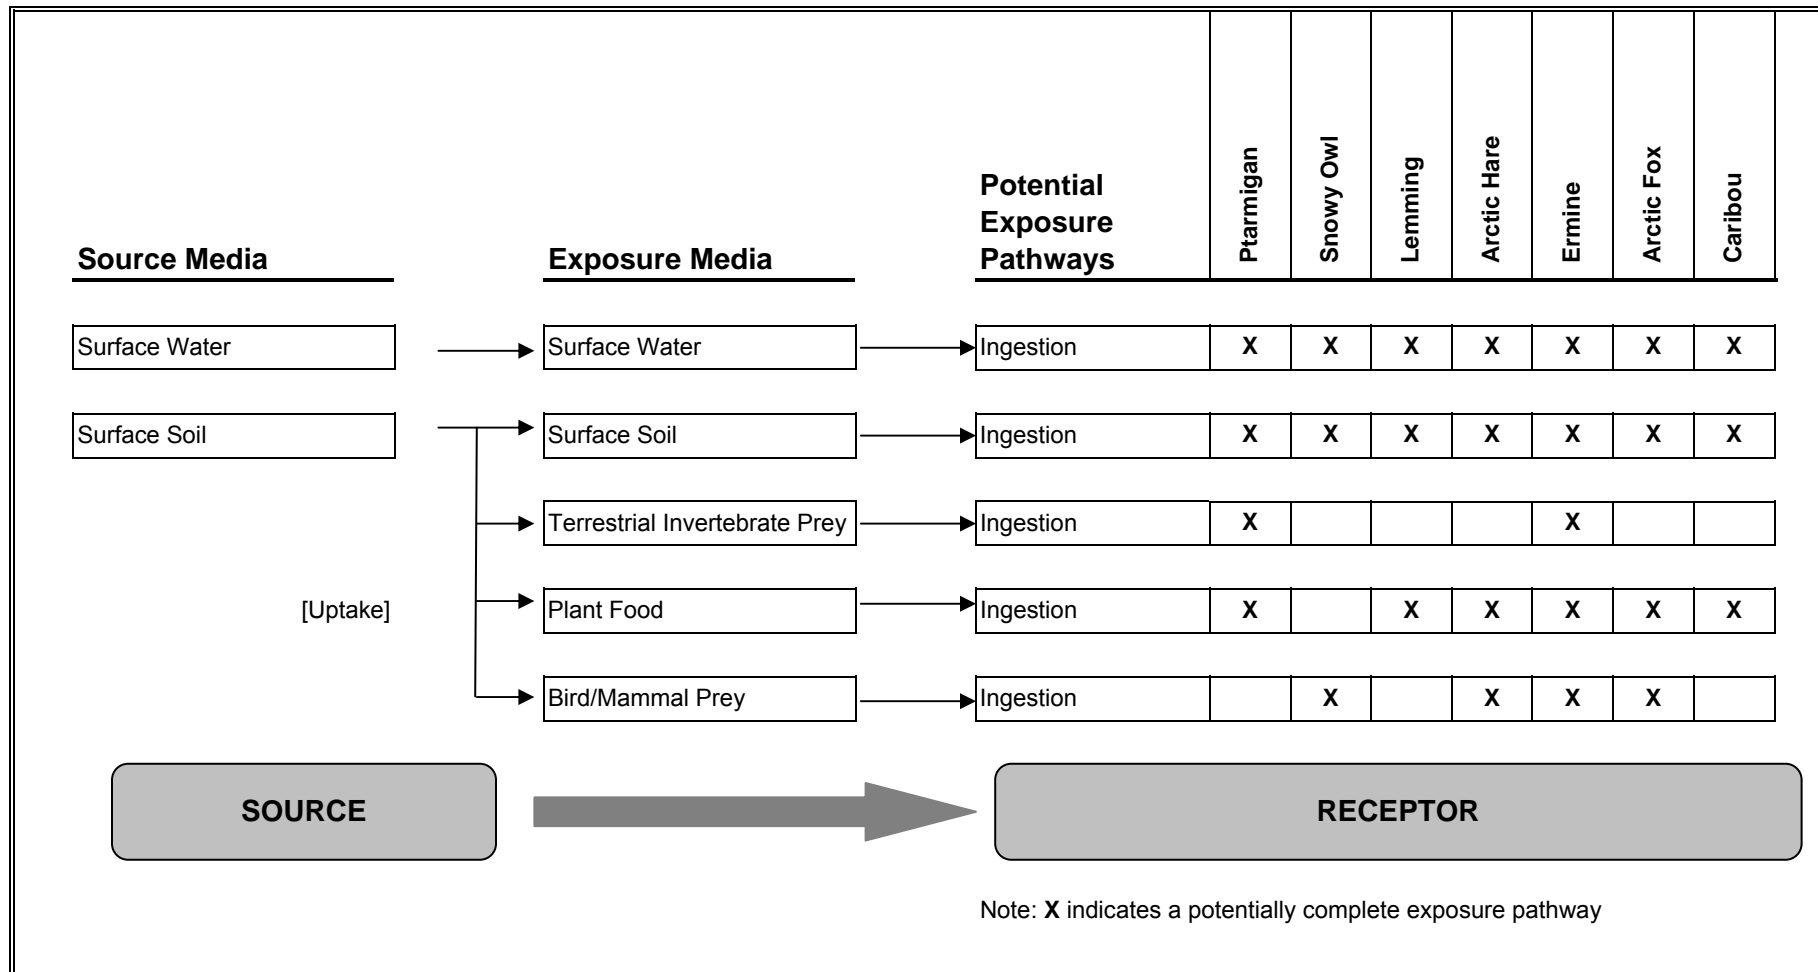 Ptarmigan
Snowy Owl
Lemming
Arctic Hare
Ermine
Arctic Fox
Caribou
Source Media
Exposure Media
Potential
Exposure
Pathways
Surface Water
Surface Water
Ingestion
X X X X X X X
Surface Soil
Surface Soil
Ingestion
X X X X X X X
Terrestrial Invertebrate Prey
Ingestion
X X
[Uptake]
Plant Food
Ingestion
X X X X X X
Bird/Mammal Prey
Ingestion
X X X X
SOURCE
RECEPTOR
Note: X indicates a potentially complete exposure pathway